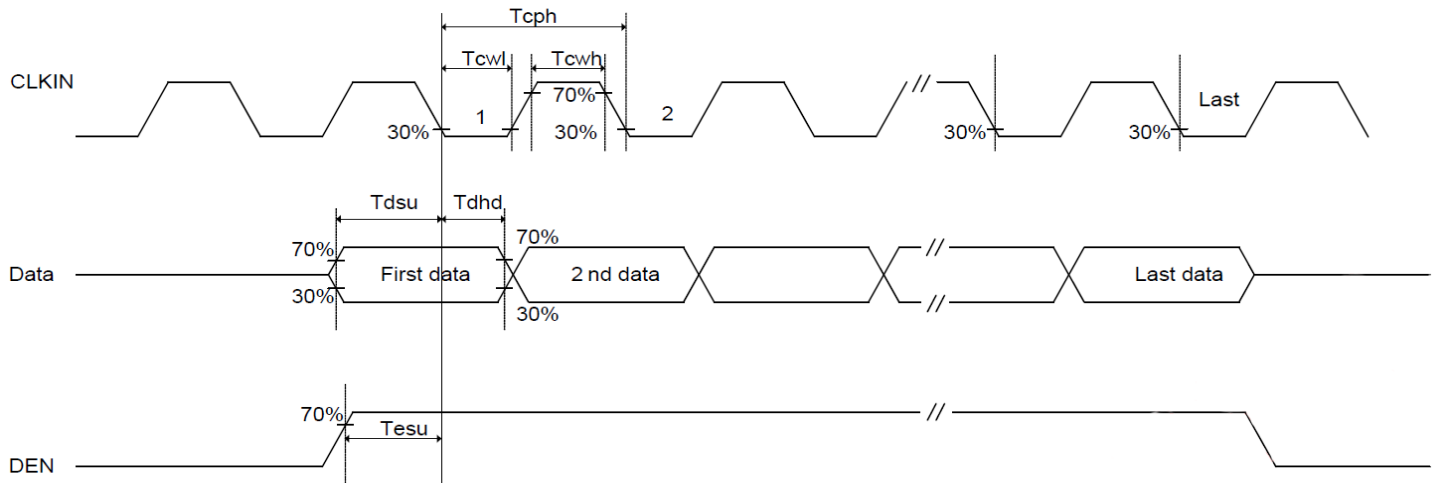 Tcph
Tcwl Tcwh
CLKIN
70%
30% 1 30% 2 30% 30% Last
Tdsu Tdhd
70% 70%
Data First data 2 nd data Last data
30% 30%
70%
Tesu
DEN